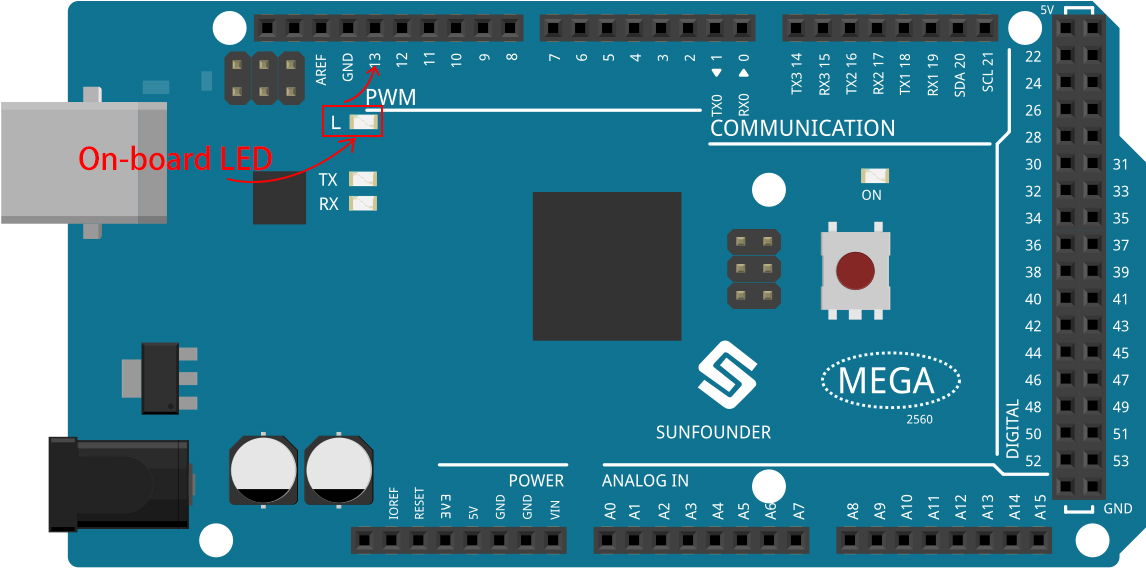 5V
AREF GND 13 12 11 10 9 8
7 6 5 4 3 2 1 0
TX0 RX0
TX3 14 RX3 15 TX2 16 RX2 17 TX1 18 RX1 19 SDA 20 SCL 21
PWM
COMMUNICATION
L
On-board LED
TX
RX
ON
22
24
26
28
30 31
32 33
34 35
36 37
38 39
40 41
42 43
44 45
46 47
48 49
50 51
52 53
DIGITAL
GND
MEGA
2560
SUNFOUNDER
POWER
ANALOG IN
IOREF RESET 3V3 5V GND GND VIN
A0 A1 A2 A3 A4 A5 A6 A7
A8 A9 A10 A11 A12 A13 A14 A15